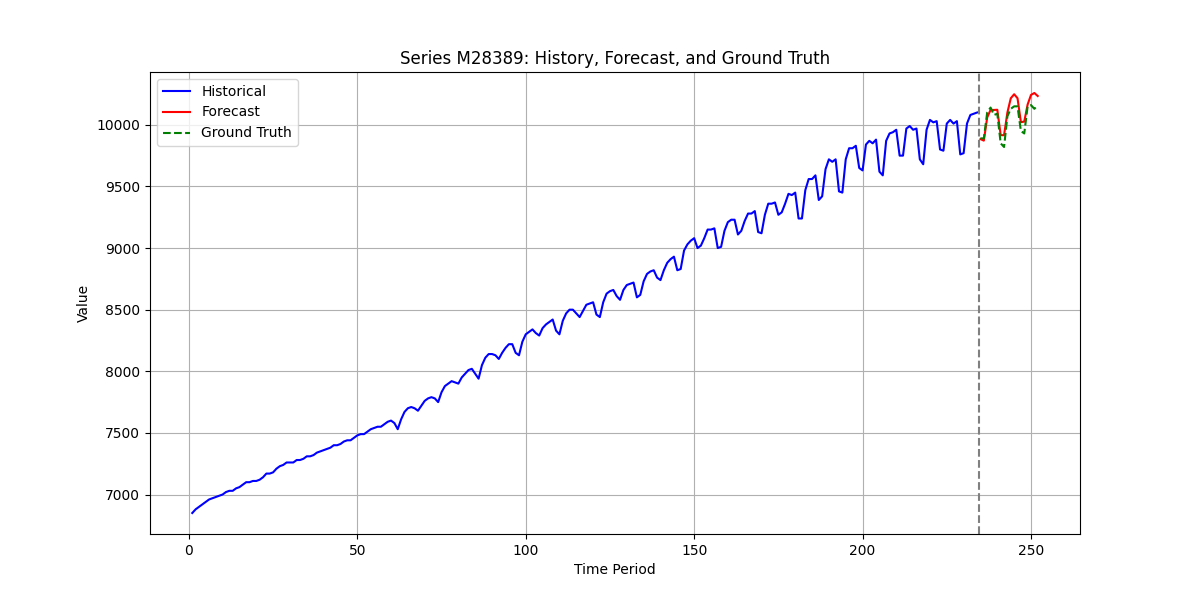 Series M28389: History, Forecast, and Ground Truth
Historical
Forecast
Ground Truth
10000
9500
9000
8500
8000
7500
7000
Value
0 50 100 150 200 250
Time Period